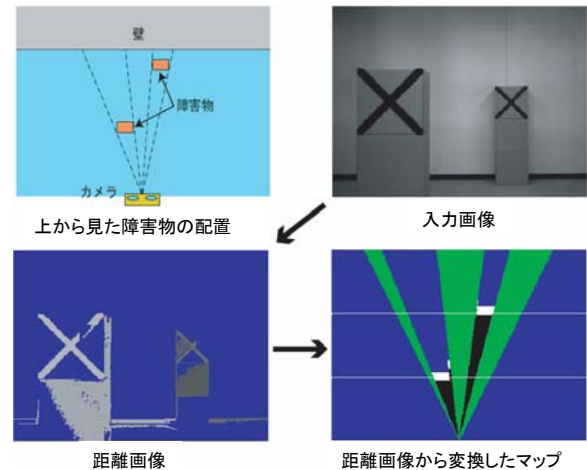 壁
障害物
カメラ
上から見た障害物の配置
入力画像
距離画像
距離画像から変換したマップ